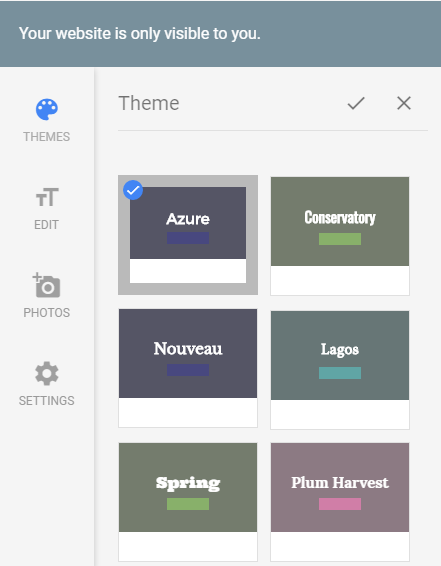 Your website is only visible to you.
Theme
THEMES
EDIT
PHOTOS
SETTINGS
Azure
Conservatory
Nouveau
Lagos
Spring
Plum Harvest